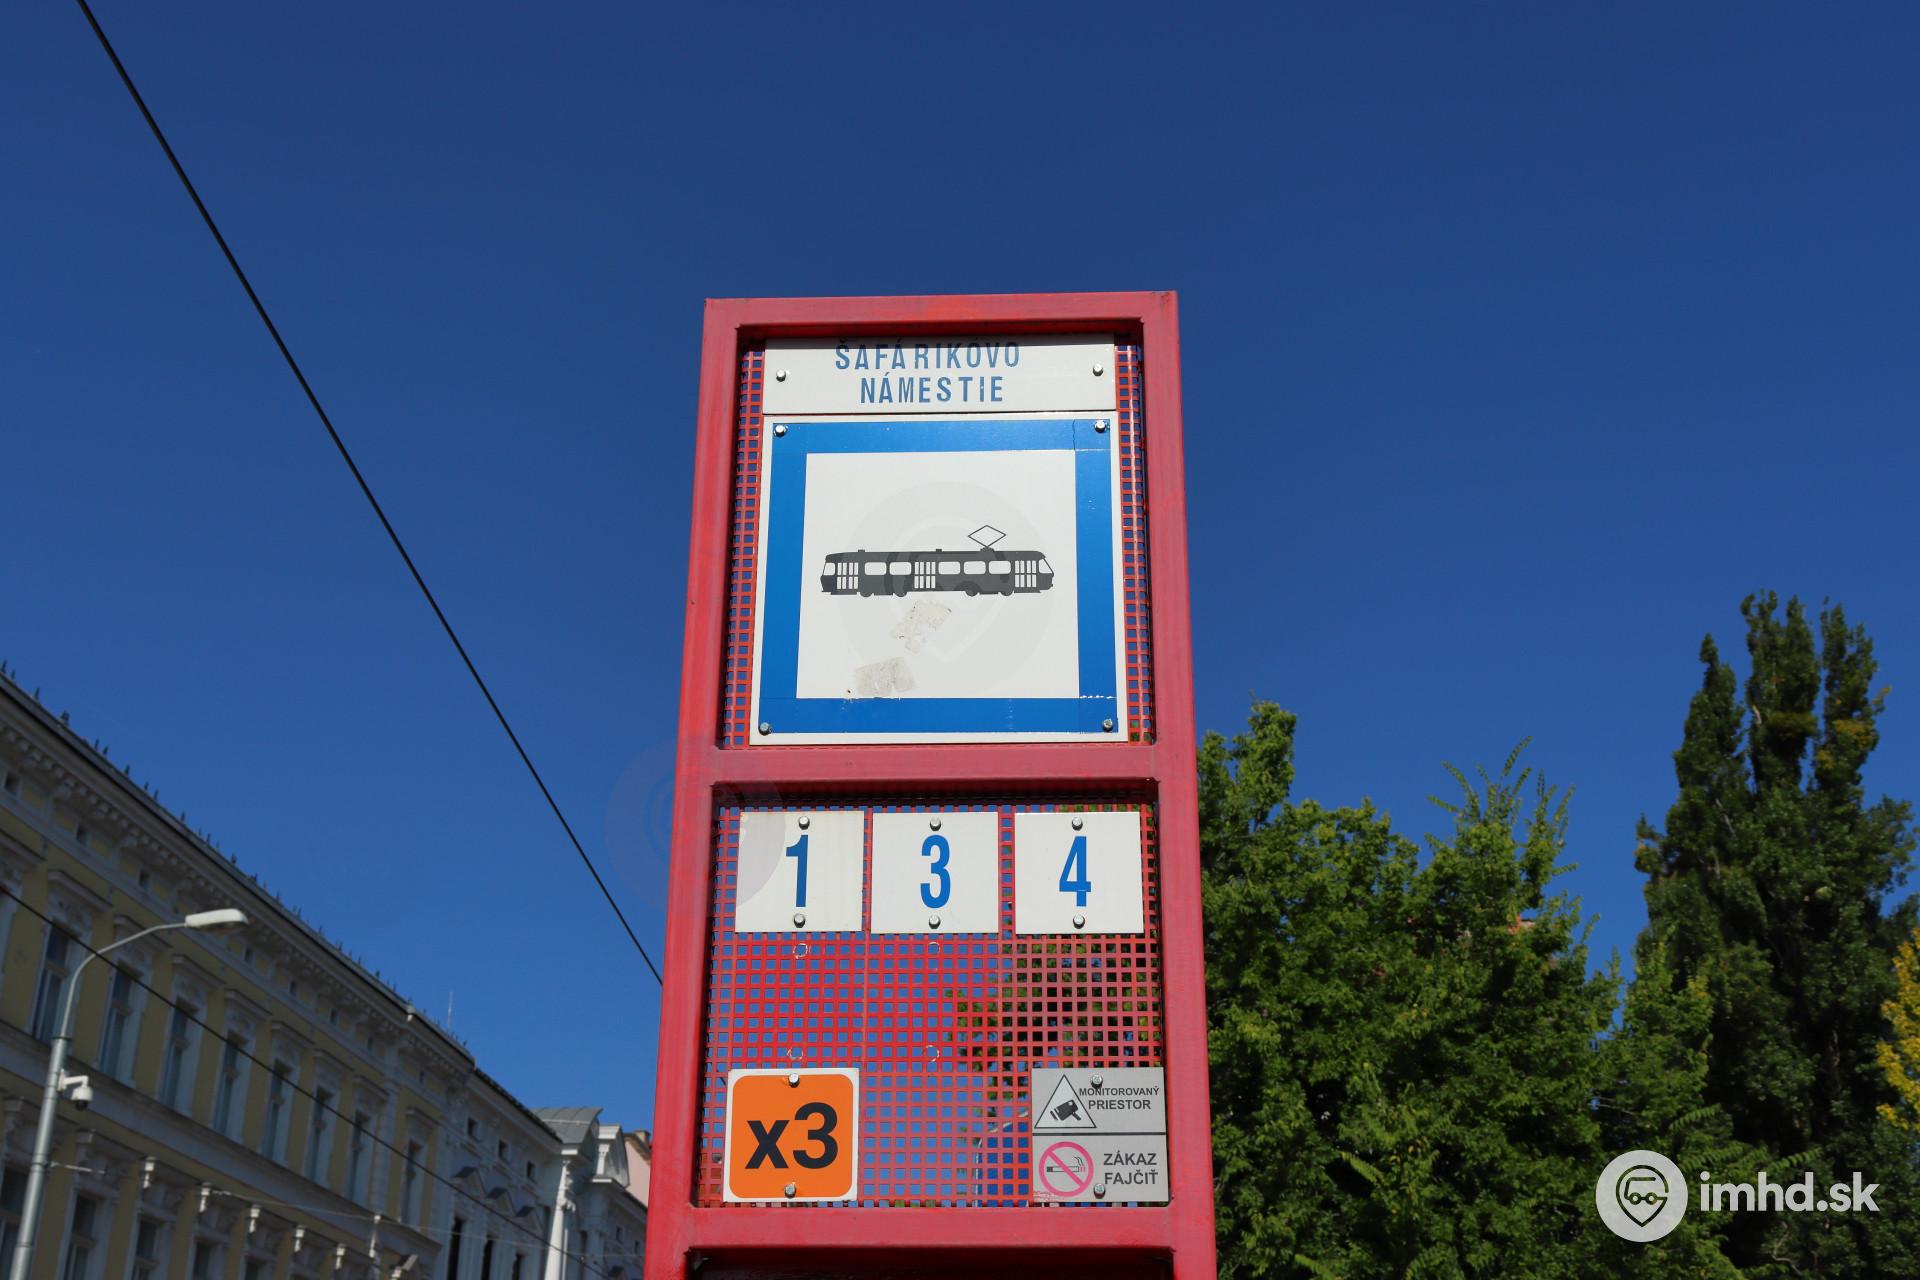 ŠAFÁRIKOVO
NÁMESTIE
1 3 4
x3
MONITOROVANÝ
PRIESTOR
ZÁKAZ
FAJČIŤ
imhd.sk